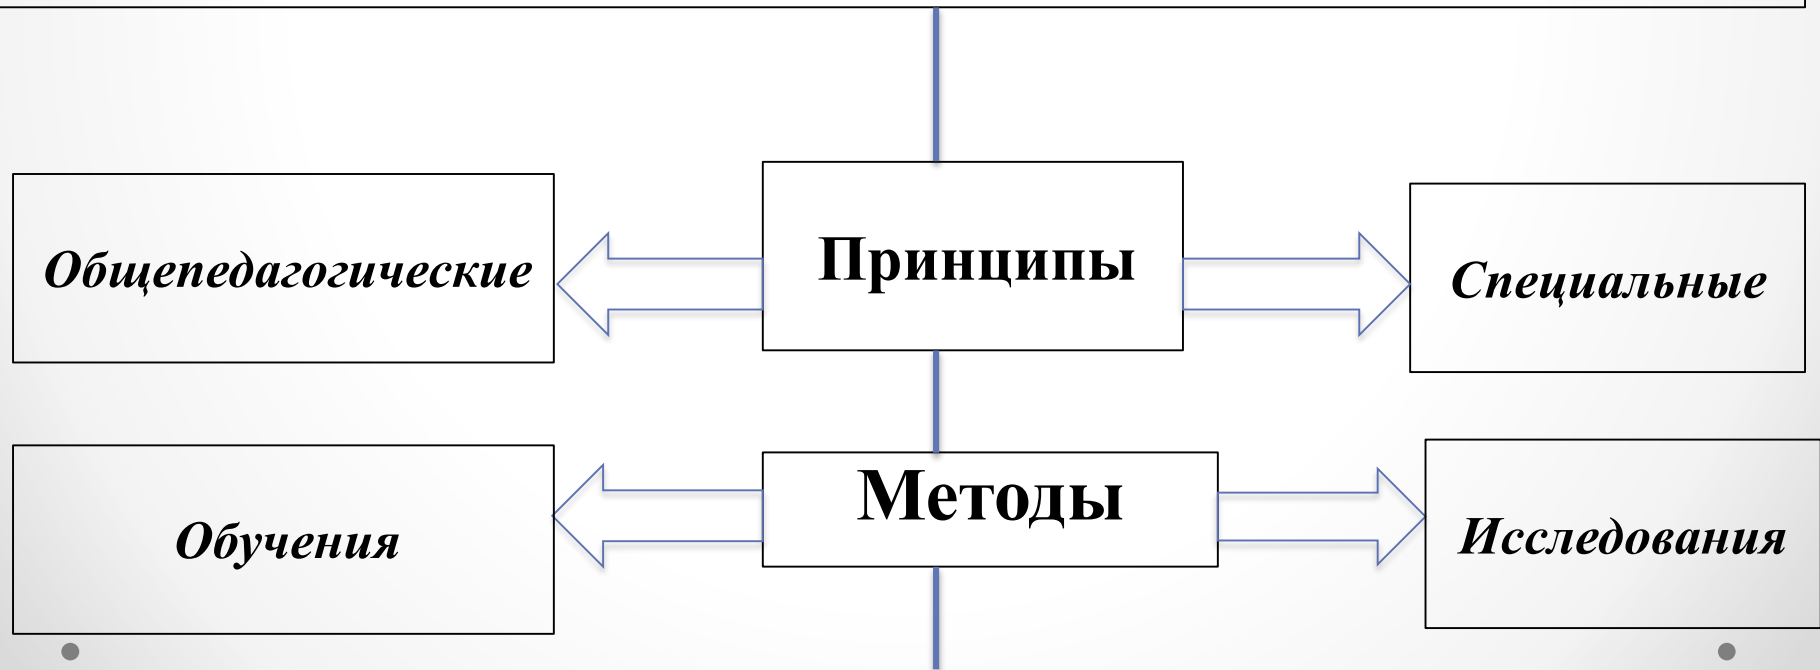 Принципы
Общепедагогические
Специальные
Методы
Обучения
Исследования